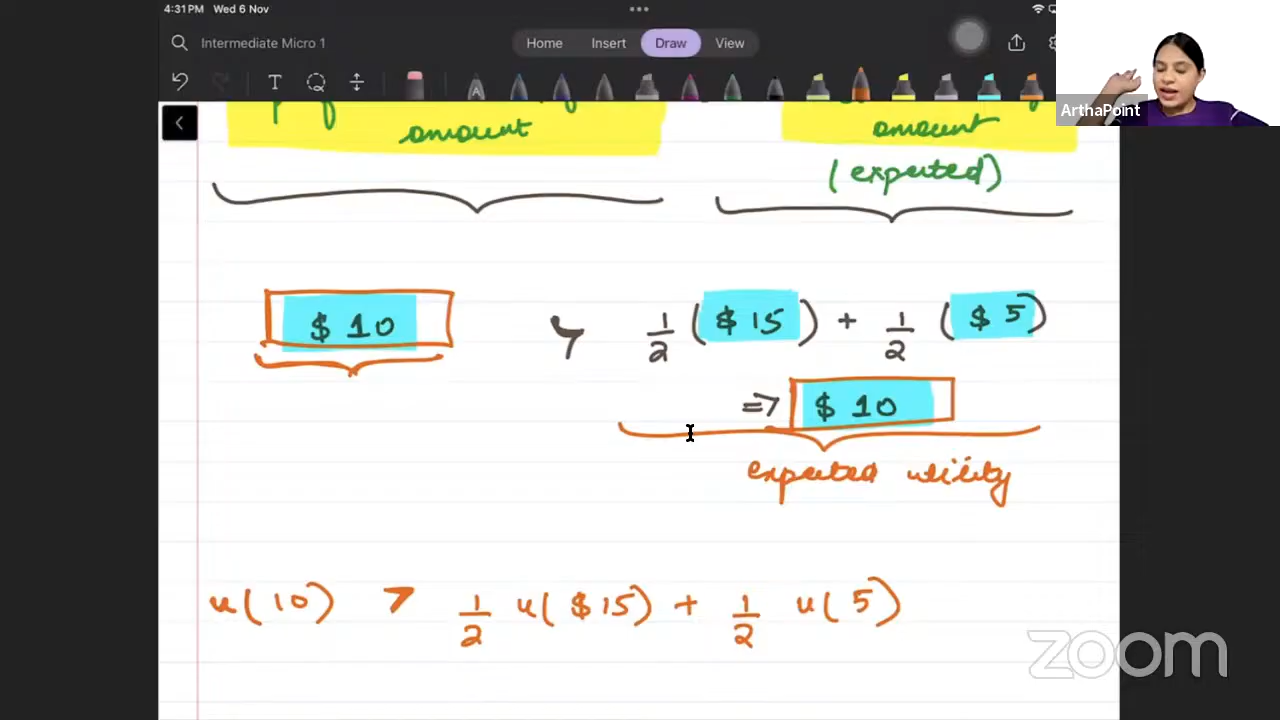 4:31 PM Wed 6 Nov
Intermediate Micro 1
Home Insert Draw View
ArthaPoint
amount
amount
(expected)
$ 10 ≻ 1/2 ($ 15) + 1/2 ($ 5)
=> $ 10
expected utility
u(10) > 1/2 u($15) + 1/2 u(5)
zoom